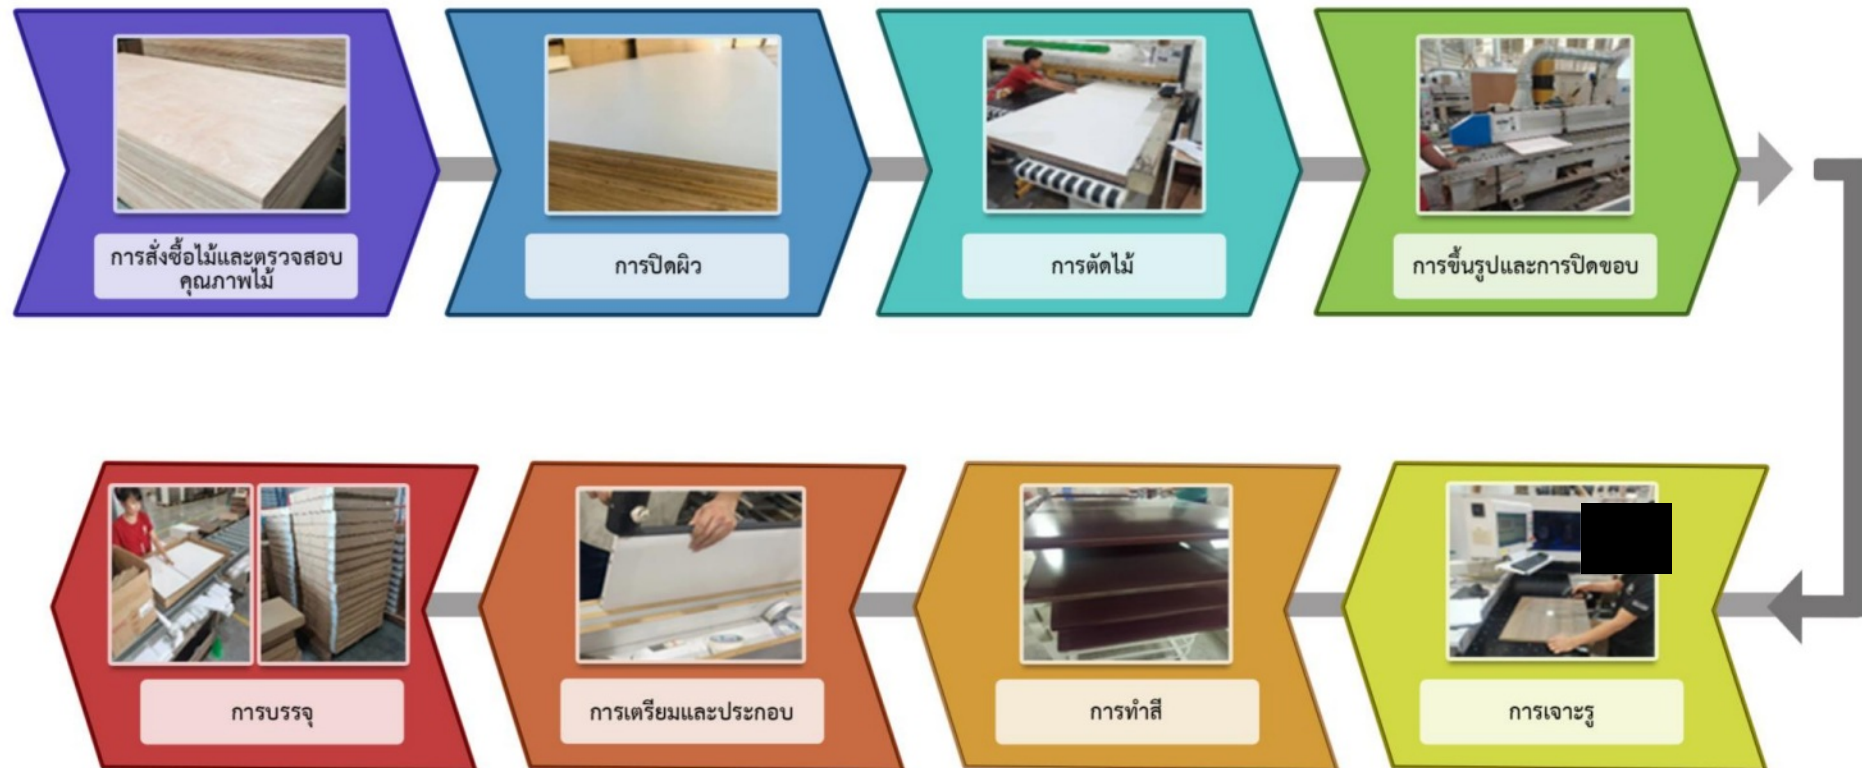 การสั่งซื้อไม้และตรวจสอบ
คุณภาพไม้
การปิดผิว
การตัดไม้
การขึ้นรูปและการปิดขอบ
การเจาะรู
การทำสี
การเตรียมและประกอบ
การบรรจุ